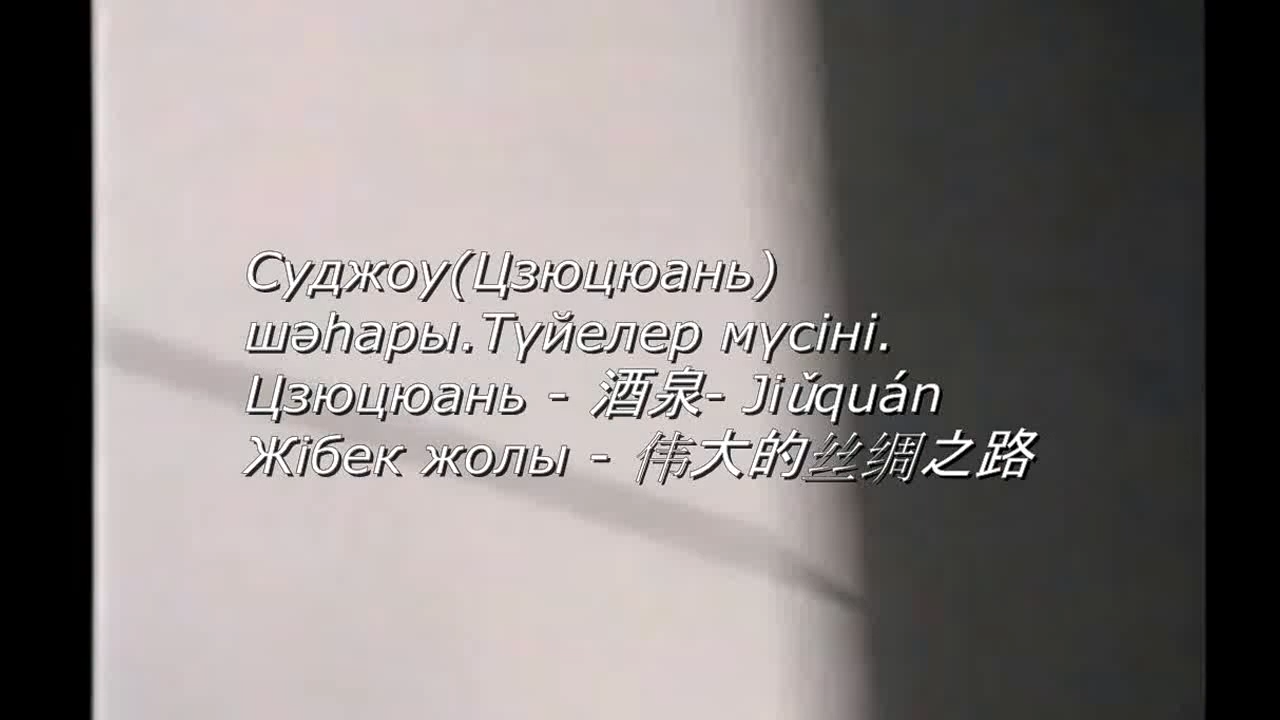 Суджоу(Цзюцюань)
шәһары.Түйелер мүсіні.
Цзюцюань - 酒泉- Jiǔquán
Жібек жолы - 伟大的丝绸之路